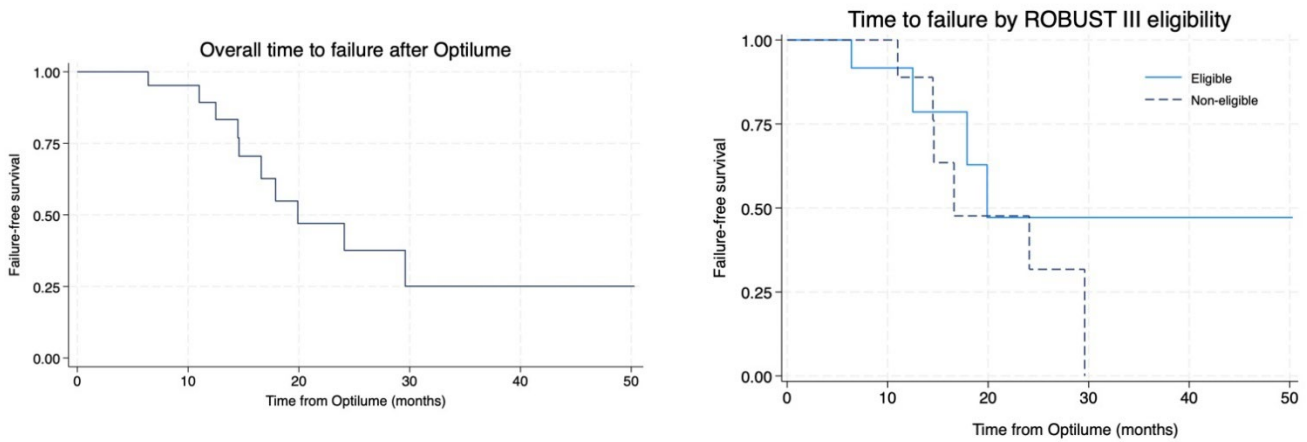 Overall time to failure after Optilume
Failure-free survival
1.00
0.75
0.50
0.25
0.00
0 10 20 30 40 50
Time from Optilume (months)
Time to failure by ROBUST III eligibility
Failure-free survival
1.00
0.75
0.50
0.25
0.00
Eligible
Non-eligible
0 10 20 30 40 50
Time from Optilume (months)